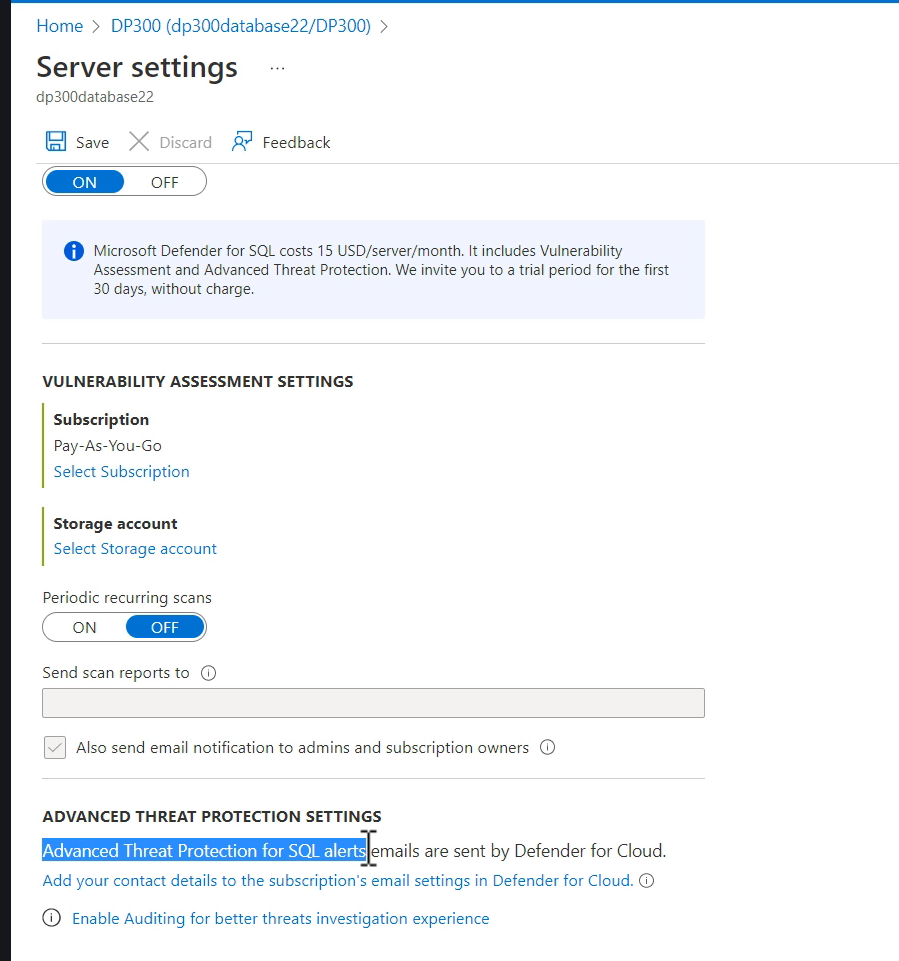 Home > DP300 (dp300database22/DP300) >
Server settings ...
dp300database22
Save Discard Feedback
ON OFF
Microsoft Defender for SQL costs 15 USD/server/month. It includes Vulnerability
Assessment and Advanced Threat Protection. We invite you to a trial period for the first
30 days, without charge.
VULNERABILITY ASSESSMENT SETTINGS
Subscription
Pay-As-You-Go
Select Subscription
Storage account
Select Storage account
Periodic recurring scans
ON OFF
Send scan reports to
Also send email notification to admins and subscription owners
ADVANCED THREAT PROTECTION SETTINGS
Advanced Threat Protection for SQL alerts emails are sent by Defender for Cloud.
Add your contact details to the subscription's email settings in Defender for Cloud.
Enable Auditing for better threats investigation experience